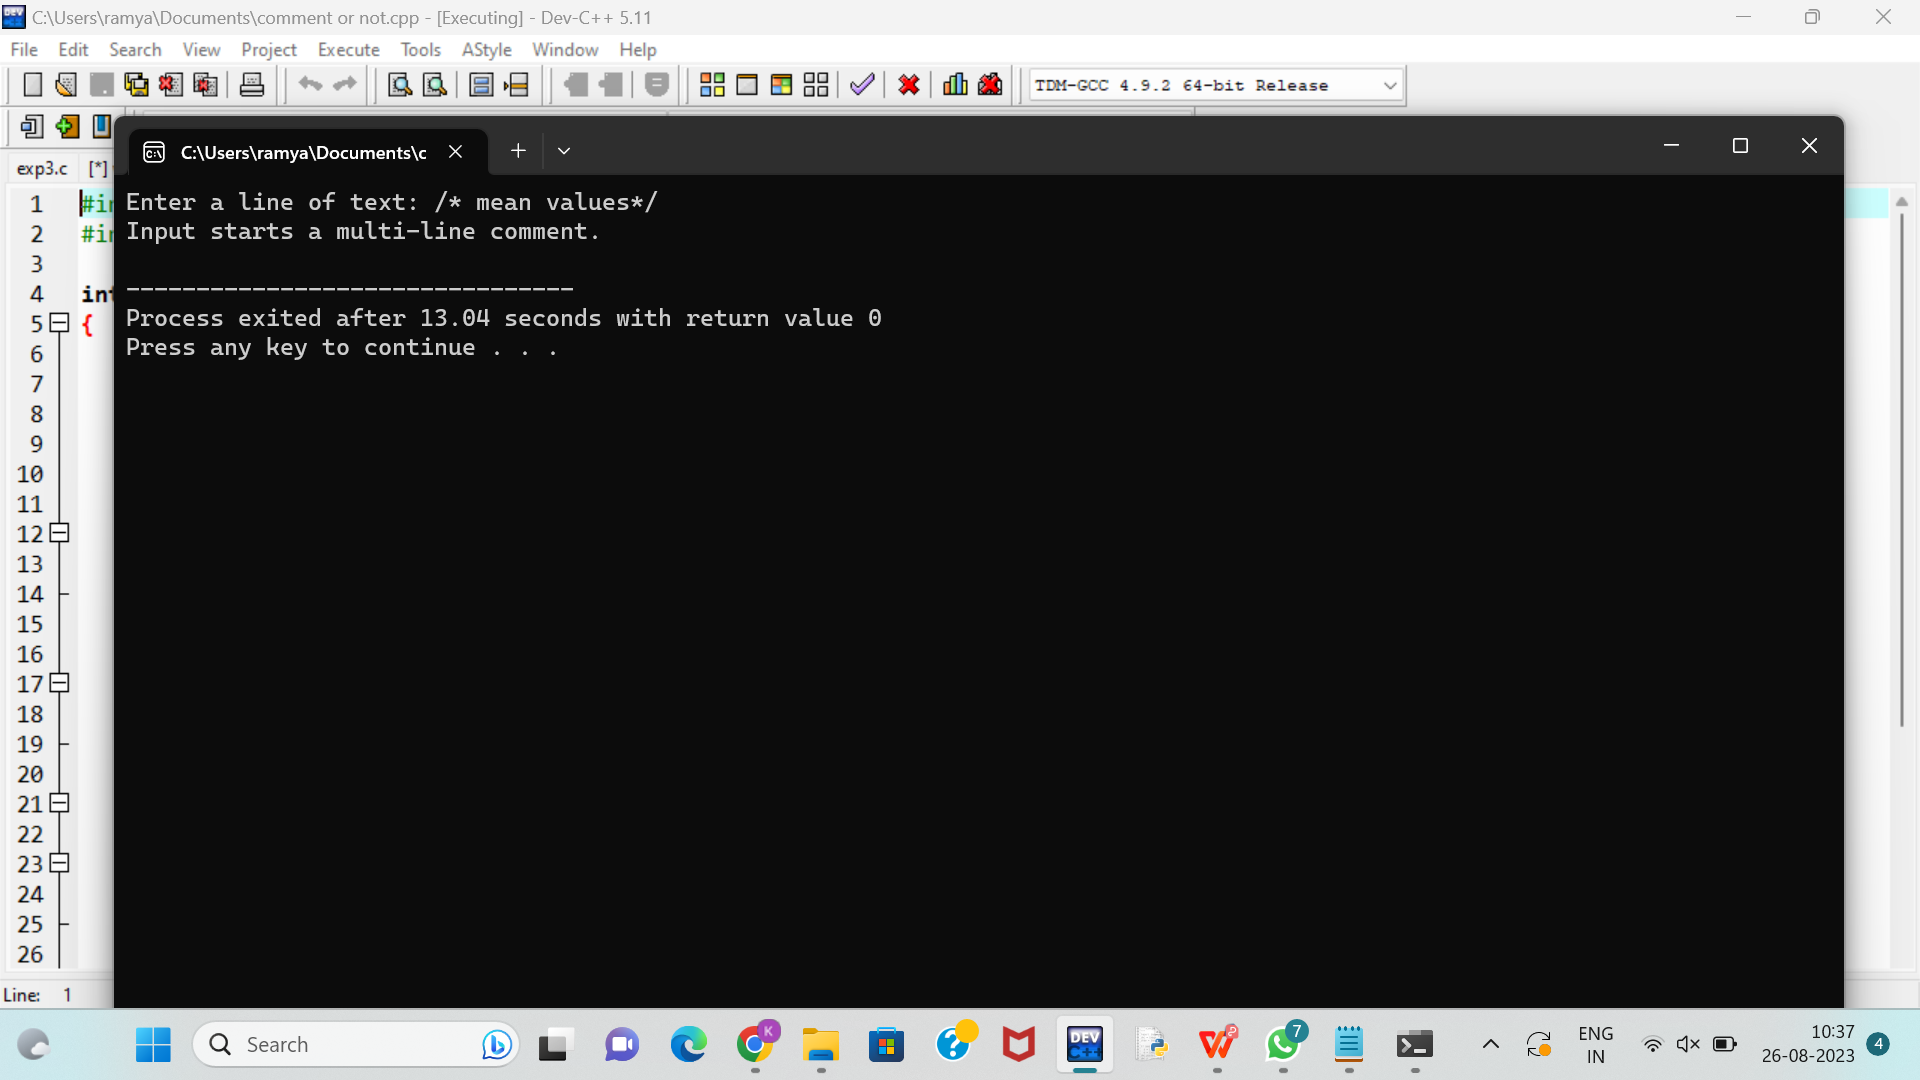 C:\Users\ramya\Documents\comment or not.cpp - [Executing] - Dev-C++ 5.11
File Edit Search View Project Execute Tools AStyle Window Help
TDM-GCC 4.9.2 64-bit Release
C:\Users\ramya\Documents\c
exp3.c [*]
Enter a line of text: /* mean values*/
Input starts a multi-line comment.
--------------------------------
Process exited after 13.04 seconds with return value 0
Press any key to continue . . .
1 #in
2 #in
3
4 int
5 {
6
7
8
9
10
11
12
13
14
15
16
17
18
19
20
21
22
23
24
25
26
Line: 1
Search
K
DEV
C++
7
ENG
IN
10:37
26-08-2023
4